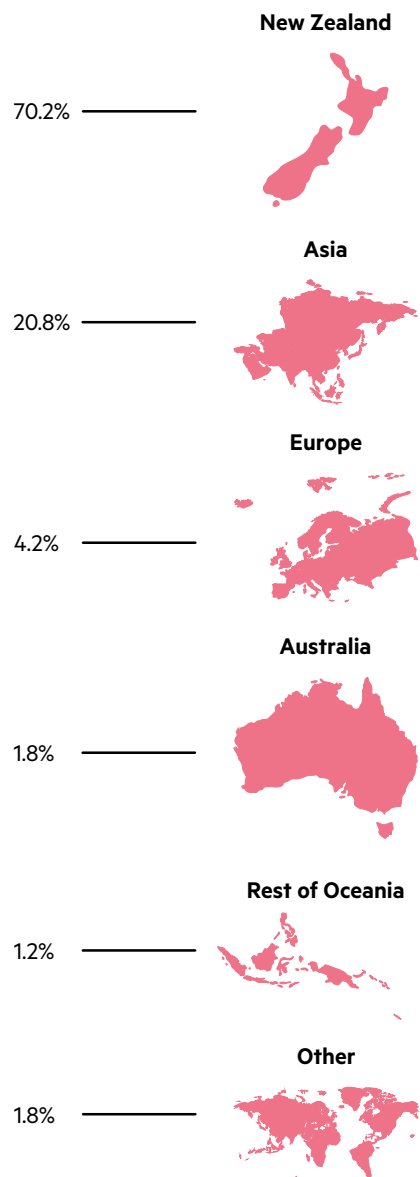 New Zealand
70.2%
Asia
20.8%
Europe
4.2%
Australia
1.8%
Rest of Oceania
1.2%
Other
1.8%